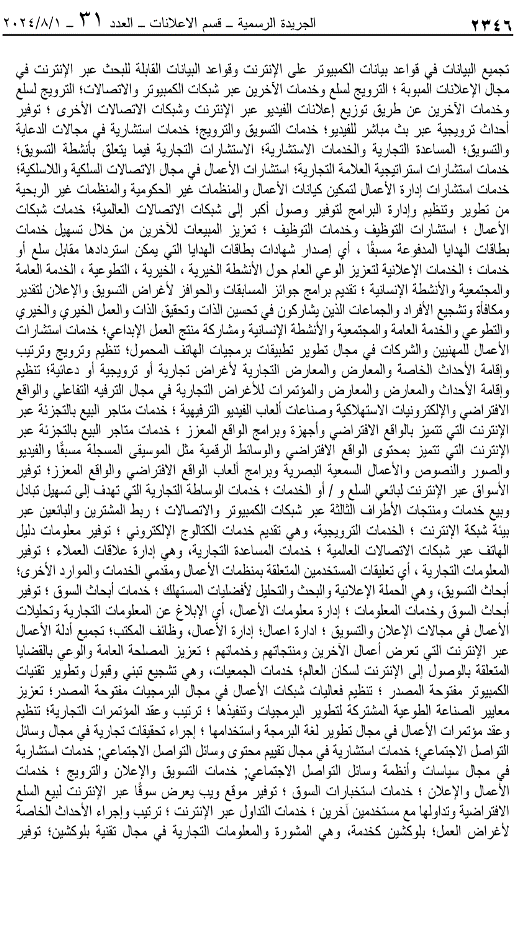 ٢٣٤٦ الجريدة الرسمية – قسم الاعلانات – العدد ٣١ – ٢٠٢٤/٨/١
تجميع البيانات في قواعد بيانات الكمبيوتر على الإنترنت وقواعد البيانات القابلة للبحث عبر الإنترنت في
مجال الإعلانات المبوبة ؛ الترويج لسلع وخدمات الآخرين عبر شبكات الكمبيوتر والاتصالات؛ الترويج لسلع
وخدمات الآخرين عن طريق توزيع إعلانات الفيديو عبر الإنترنت وشبكات الاتصالات الأخرى ؛ توفير
أحداث ترويجية عبر بث مباشر للفيديو؛ خدمات التسويق والترويج؛ خدمات استشارية في مجالات الدعاية
والتسويق؛ المساعدة التجارية والخدمات الاستشارية؛ الاستشارات التجارية فيما يتعلق بأنشطة التسويق؛
خدمات استشارات استراتيجية العلامة التجارية؛ استشارات الأعمال في مجال الاتصالات السلكية واللاسلكية؛
خدمات استشارات إدارة الأعمال لتمكين كيانات الأعمال والمنظمات غير الحكومية والمنظمات غير الربحية
من تطوير وتنظيم وإدارة البرامج لتوفير وصول أكبر إلى شبكات الاتصالات العالمية؛ خدمات شبكات
الأعمال ؛ استشارات التوظيف وخدمات التوظيف ؛ تعزيز المبيعات للآخرين من خلال تسهيل خدمات
بطاقات الهدايا المدفوعة مسبقًا ، أي إصدار شهادات بطاقات الهدايا التي يمكن استردادها مقابل سلع أو
خدمات ؛ الخدمات الإعلانية لتعزيز الوعي العام حول الأنشطة الخيرية ، الخيرية ، التطوعية ، الخدمة العامة
والمجتمعية والأنشطة الإنسانية ؛ تقديم برامج جوائز المسابقات والحوافز لأغراض التسويق والإعلان لتقدير
ومكافأة وتشجيع الأفراد والجماعات الذين يشاركون في تحسين الذات وتحقيق الذات والعمل الخيري والخيري
والتطوعي والخدمة العامة والمجتمعية والأنشطة الإنسانية ومشاركة منتج العمل الإبداعي؛ خدمات استشارات
الأعمال للمهنيين والشركات في مجال تطوير تطبيقات برمجيات الهاتف المحمول؛ تنظيم وترويج وترتيب
وإقامة الأحداث الخاصة والمعارض والمعارض التجارية لأغراض تجارية أو ترويجية أو دعائية؛ تنظيم
وإقامة الأحداث والمعارض والمعارض والمؤتمرات للأغراض التجارية في مجال الترفيه التفاعلي والواقع
الافتراضي والإلكترونيات الاستهلاكية وصناعات ألعاب الفيديو الترفيهية ؛ خدمات متاجر البيع بالتجزئة عبر
الإنترنت التي تتميز بالواقع الافتراضي وأجهزة وبرامج الواقع المعزز ؛ خدمات متاجر البيع بالتجزئة عبر
الإنترنت التي تتميز بمحتوى الواقع الافتراضي والوسائط الرقمية مثل الموسيقى المسجلة مسبقًا والفيديو
والصور والنصوص والأعمال السمعية البصرية وبرامج ألعاب الواقع الافتراضي والواقع المعزز؛ توفير
الأسواق عبر الإنترنت لبائعي السلع و / أو الخدمات ؛ خدمات الوساطة التجارية التي تهدف إلى تسهيل تبادل
وبيع خدمات ومنتجات الأطراف الثالثة عبر شبكات الكمبيوتر والاتصالات ؛ ربط المشترين والبائعين عبر
بيئة شبكة الإنترنت ؛ الخدمات الترويجية، وهي تقديم خدمات الكتالوج الإلكتروني ؛ توفير معلومات دليل
الهاتف عبر شبكات الاتصالات العالمية ؛ خدمات المساعدة التجارية، وهي إدارة علاقات العملاء ؛ توفير
المعلومات التجارية ، أي تعليقات المستخدمين المتعلقة بمنظمات الأعمال ومقدمي الخدمات والموارد الأخرى؛
أبحاث التسويق، وهي الحملة الإعلانية والبحث والتحليل لأفضليات المستهلك ؛ خدمات أبحاث السوق ؛ توفير
أبحاث السوق وخدمات المعلومات ؛ إدارة معلومات الأعمال، أي الإبلاغ عن المعلومات التجارية وتحليلات
الأعمال في مجالات الإعلان والتسويق ؛ ادارة اعمال؛ إدارة الأعمال، وظائف المكتب؛ تجميع أدلة الأعمال
عبر الإنترنت التي تعرض أعمال الآخرين ومنتجاتهم وخدماتهم ؛ تعزيز المصلحة العامة والوعي بالقضايا
المتعلقة بالوصول إلى الإنترنت لسكان العالم؛ خدمات الجمعيات، وهي تشجيع تبني وقبول وتطوير تقنيات
الكمبيوتر مفتوحة المصدر ؛ تنظيم فعاليات شبكات الأعمال في مجال البرمجيات مفتوحة المصدر؛ تعزيز
معايير الصناعة الطوعية المشتركة لتطوير البرمجيات وتنفيذها ؛ ترتيب وعقد المؤتمرات التجارية؛ تنظيم
وعقد مؤتمرات الأعمال في مجال تطوير لغة البرمجة واستخدامها ؛ إجراء تحقيقات تجارية في مجال وسائل
التواصل الاجتماعي؛ خدمات استشارية في مجال تقييم محتوى وسائل التواصل الاجتماعي; خدمات استشارية
في مجال سياسات وأنظمة وسائل التواصل الاجتماعي; خدمات التسويق والإعلان والترويج ؛ خدمات
الأعمال والإعلان ؛ خدمات استخبارات السوق ؛ توفير موقع ويب يعرض سوقًا عبر الإنترنت لبيع السلع
الافتراضية وتداولها مع مستخدمين آخرين ؛ خدمات التداول عبر الإنترنت ؛ ترتيب وإجراء الأحداث الخاصة
لأغراض العمل؛ بلوكشين كخدمة، وهي المشورة والمعلومات التجارية في مجال تقنية بلوكشين؛ توفير